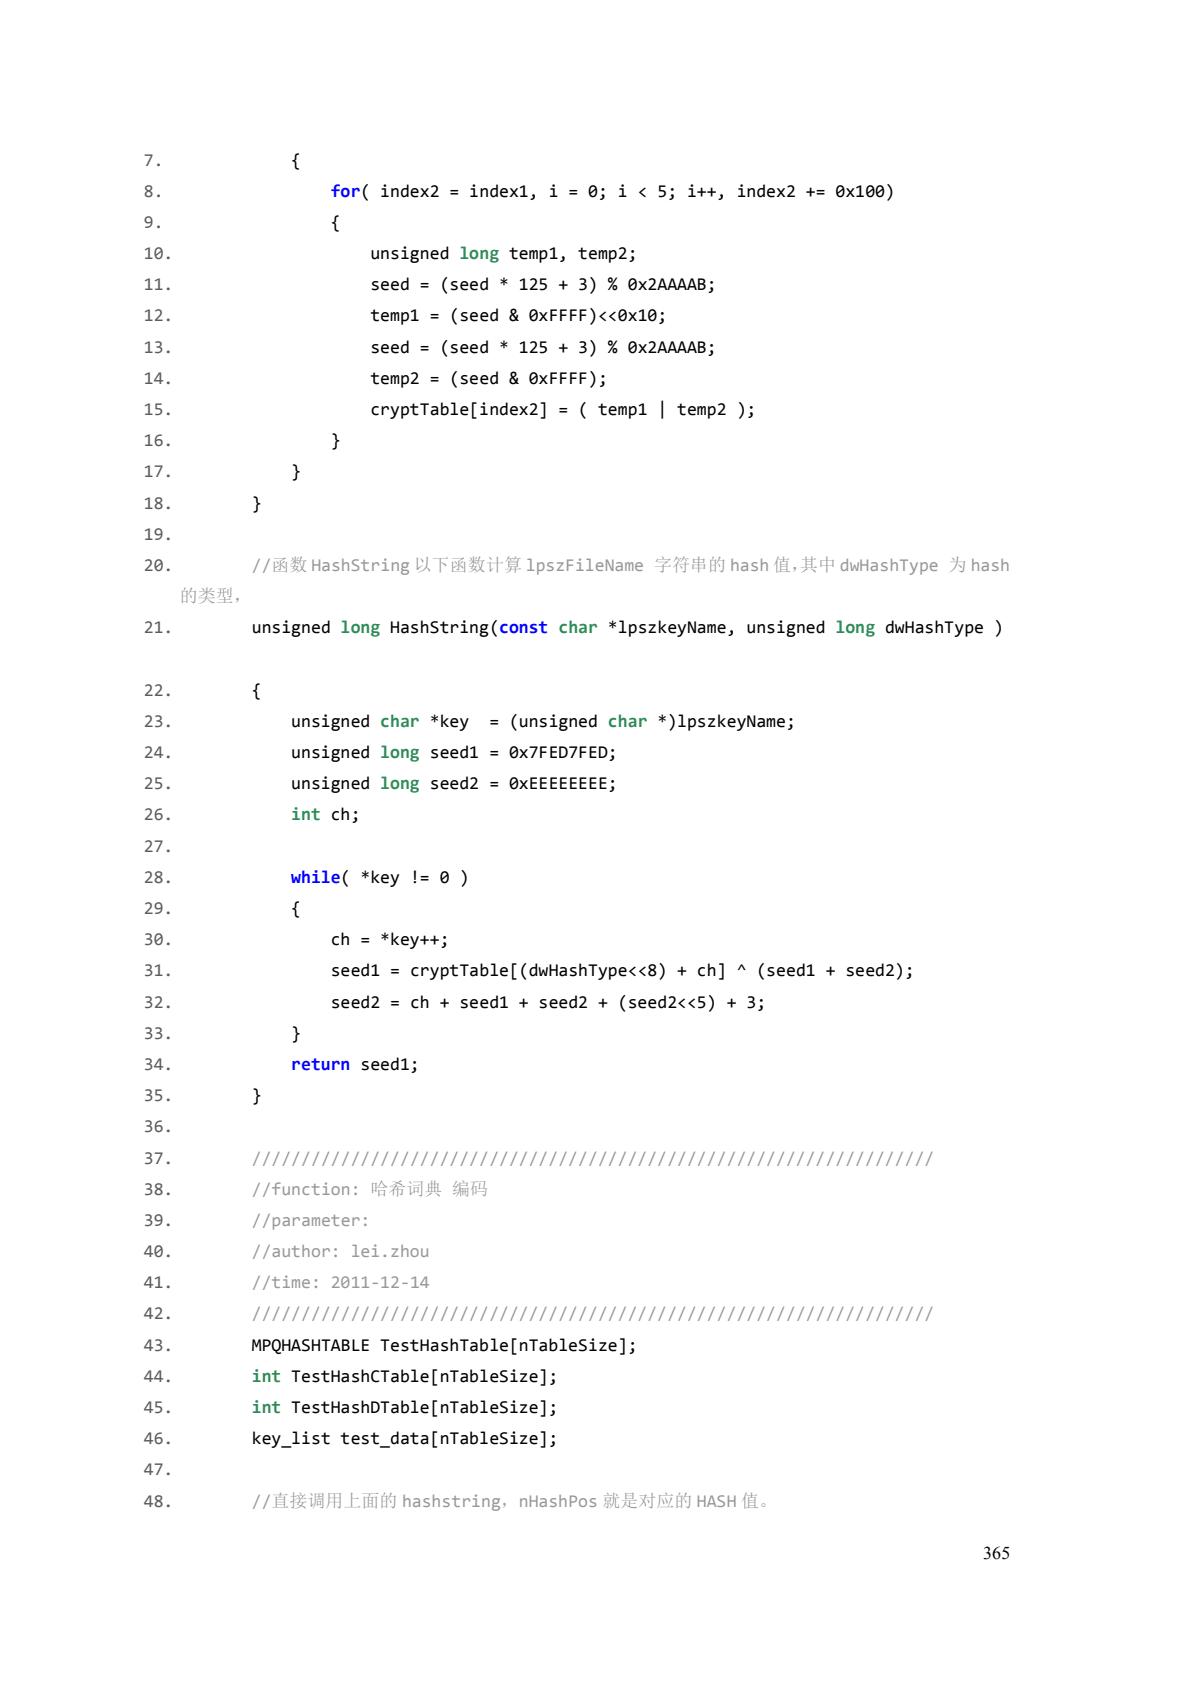 7. {
8. for( index2 = index1, i = 0; i < 5; i++, index2 += 0x100)
9. {
10. unsigned long temp1, temp2;
11. seed = (seed * 125 + 3) % 0x2AAAAB;
12. temp1 = (seed & 0xFFFF)<<0x10;
13. seed = (seed * 125 + 3) % 0x2AAAAB;
14. temp2 = (seed & 0xFFFF);
15. cryptTable[index2] = ( temp1 | temp2 );
16. }
17. }
18. }
19.
20. //函数 HashString 以下函数计算 lpszFileName 字符串的 hash 值，其中 dwHashType 为 hash
的类型，
21. unsigned long HashString(const char *lpszkeyName, unsigned long dwHashType )
22. {
23. unsigned char *key  = (unsigned char *)lpszkeyName;
24. unsigned long seed1 = 0x7FED7FED;
25. unsigned long seed2 = 0xEEEEEEEE;
26. int ch;
27.
28. while( *key != 0 )
29. {
30. ch = *key++;
31. seed1 = cryptTable[(dwHashType<<8) + ch] ^ (seed1 + seed2);
32. seed2 = ch + seed1 + seed2 + (seed2<<5) + 3;
33. }
34. return seed1;
35. }
36.
37. /////////////////////////////////////////////////////////////////////
38. //function: 哈希词典 编码
39. //parameter:
40. //author: lei.zhou
41. //time: 2011-12-14
42. /////////////////////////////////////////////////////////////////////
43. MPQHASHTABLE TestHashTable[nTableSize];
44. int TestHashCTable[nTableSize];
45. int TestHashDTable[nTableSize];
46. key_list test_data[nTableSize];
47.
48. //直接调用上面的 hashstring，nHashPos 就是对应的 HASH 值。
365